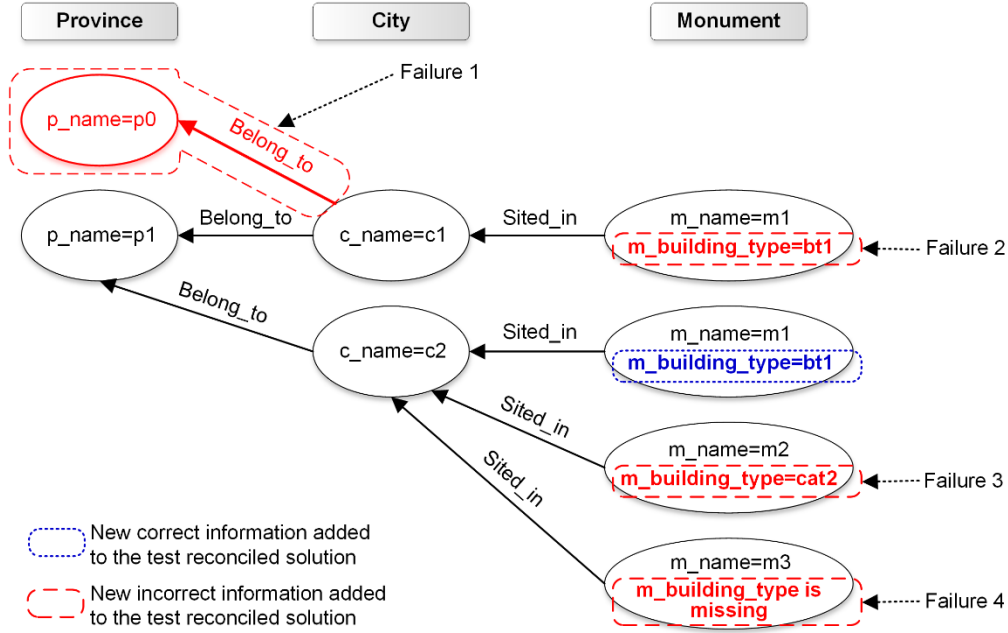 Province
City
Monument
Failure 1
p_name=p0
Belong_to
p_name=p1
Belong_to
c_name=c1
Sited_in
m_name=m1
m_building_type=bt1
Failure 2
Belong_to
c_name=c2
Sited_in
m_name=m1
m_building_type=bt1
Sited_in
m_name=m2
m_building_type=cat2
Failure 3
Sited_in
m_name=m3
m_building_type is
missing
Failure 4
New correct information added
to the test reconciled solution
New incorrect information added
to the test reconciled solution